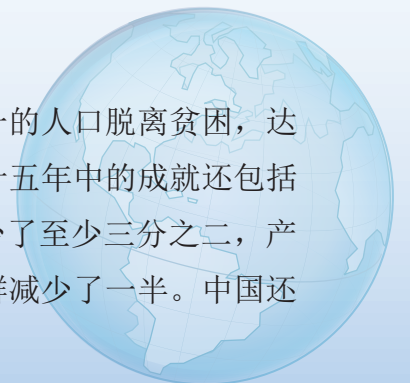 的人口脱离贫困，达
五年中的成就还包括
了至少三分之二，产
减少了一半。中国还